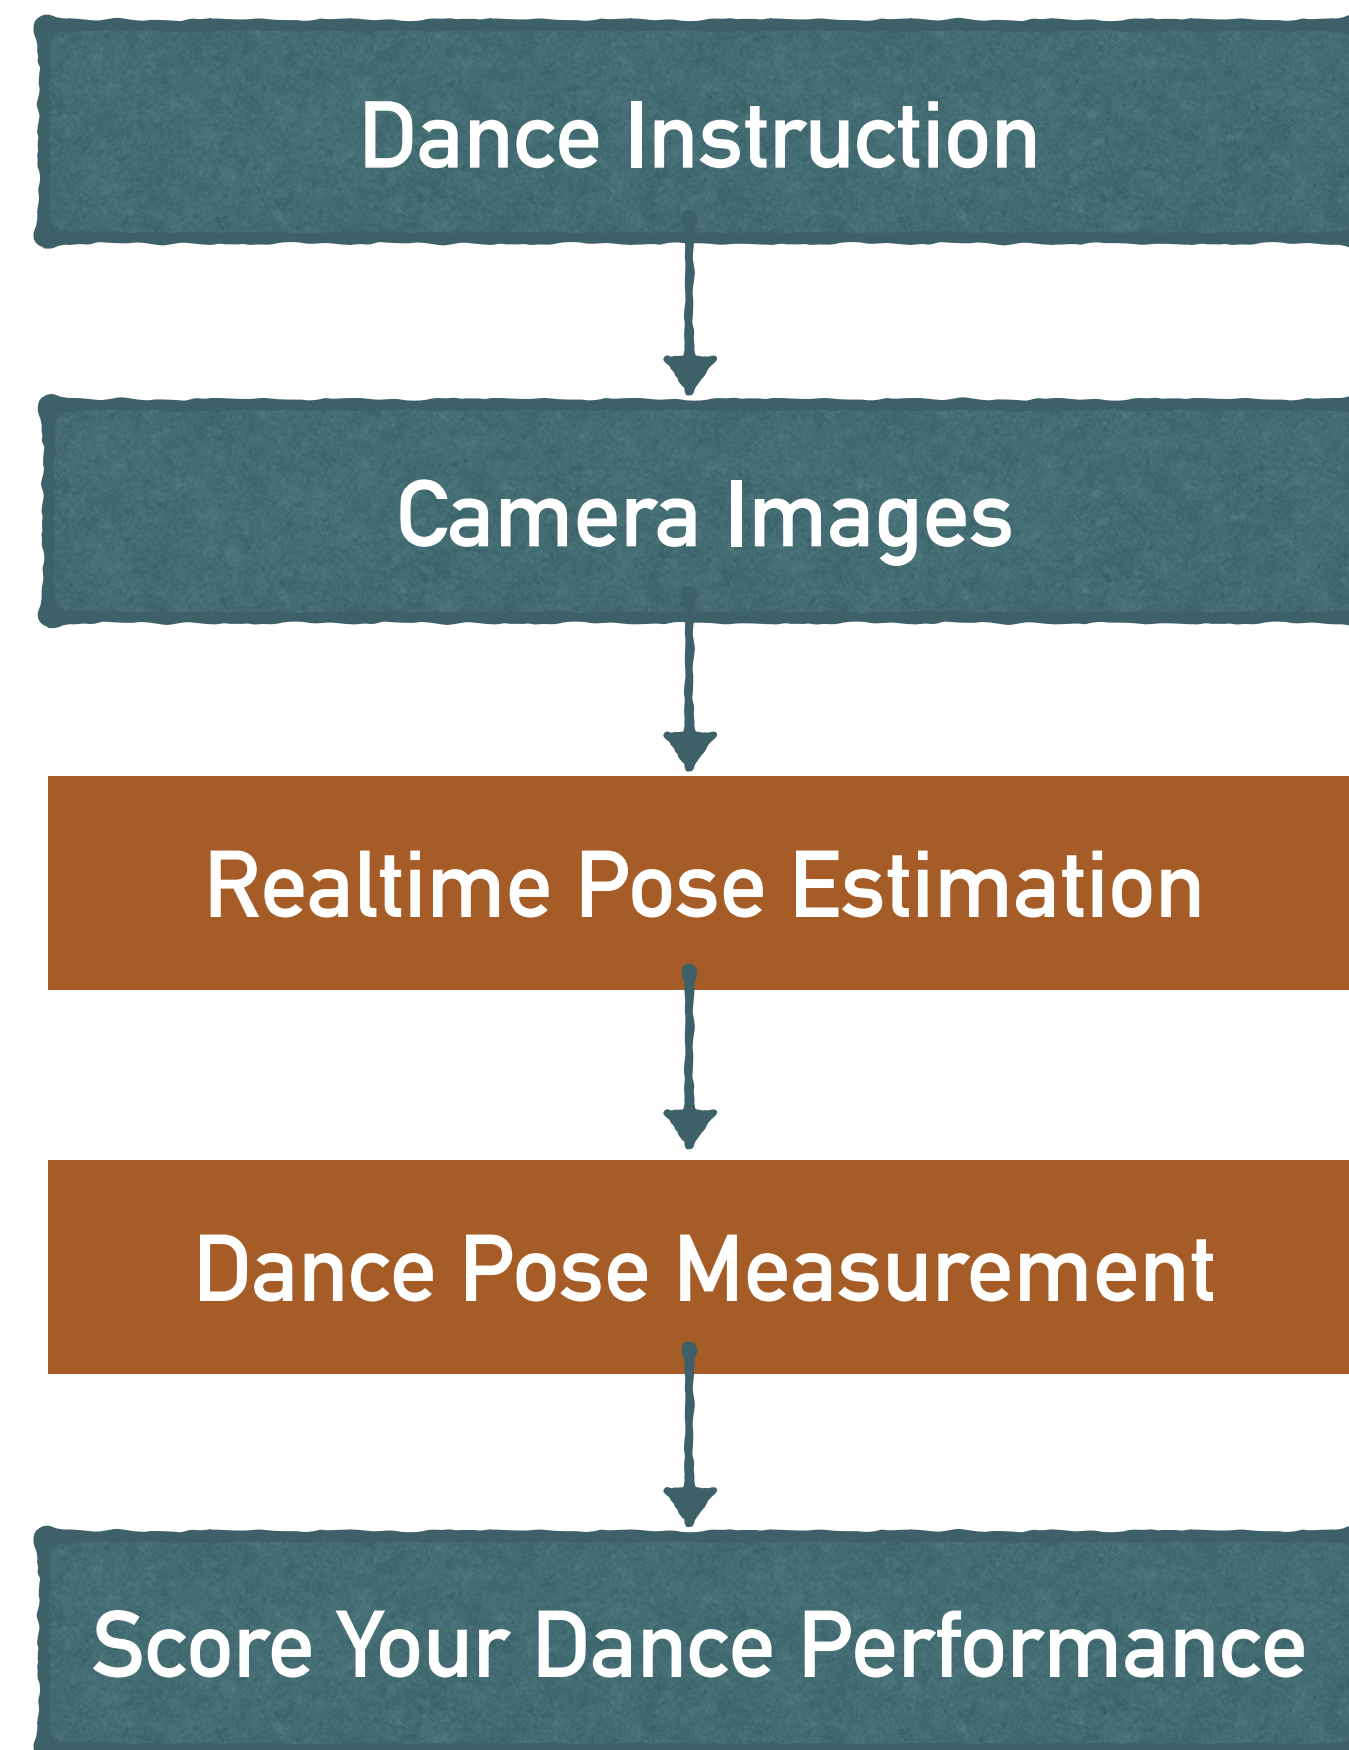 Dance Instruction
Camera Images
Realtime Pose Estimation
Dance Pose Measurement
Score Your Dance Performance